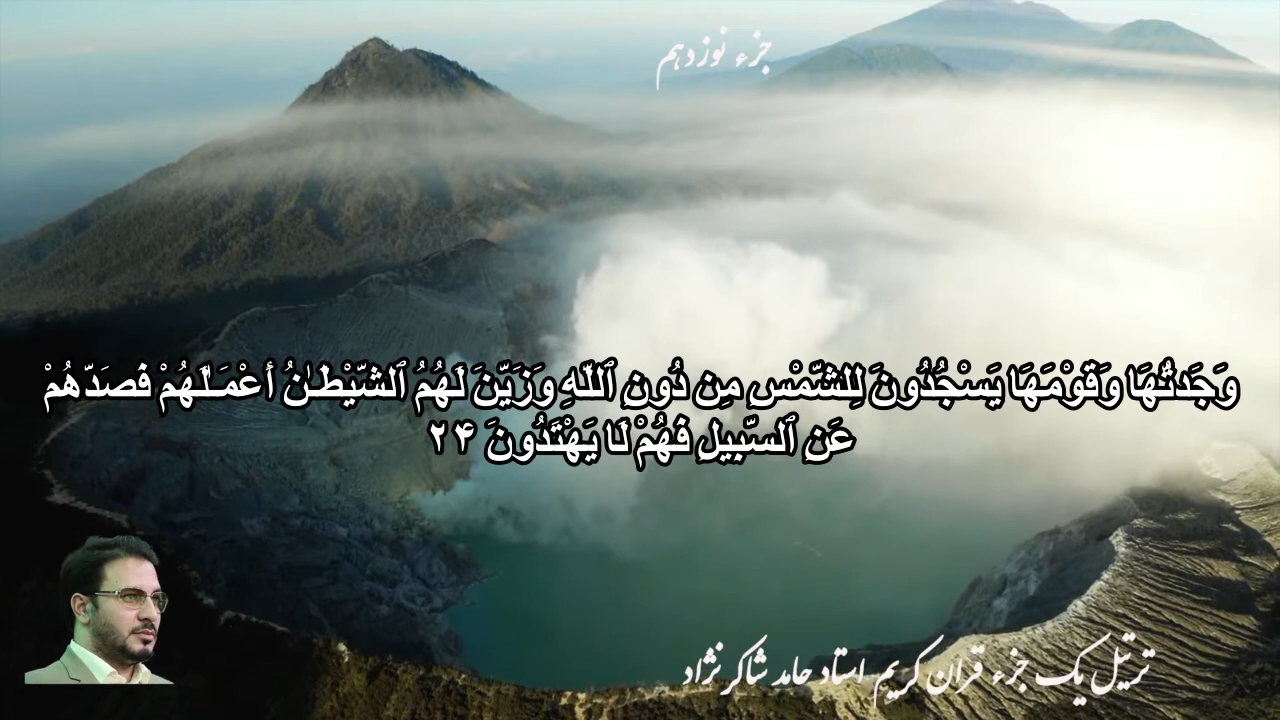 جزء نوزدهم
وَجَدتُّهَا وَقَوْمَهَا يَسْجُدُونَ لِلشَّمْسِ مِن دُونِ ٱللَّهِ وَزَيَّنَ لَهُمُ ٱلشَّيْطَٰنُ أَعْمَـٰلَهُمْ فَصَدَّهُمْ
عَنِ ٱلسَّبِيلِ فَهُمْ لَا يَهْتَدُونَ ۲۴
ترتیل یک جزء قرآن کریم استاد حامد شاکرنژاد